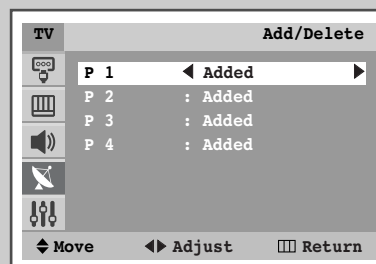 TV Add/Delete
P 1 Added
P 2 : Added
P 3 : Added
P 4 : Added
Move Adjust Return